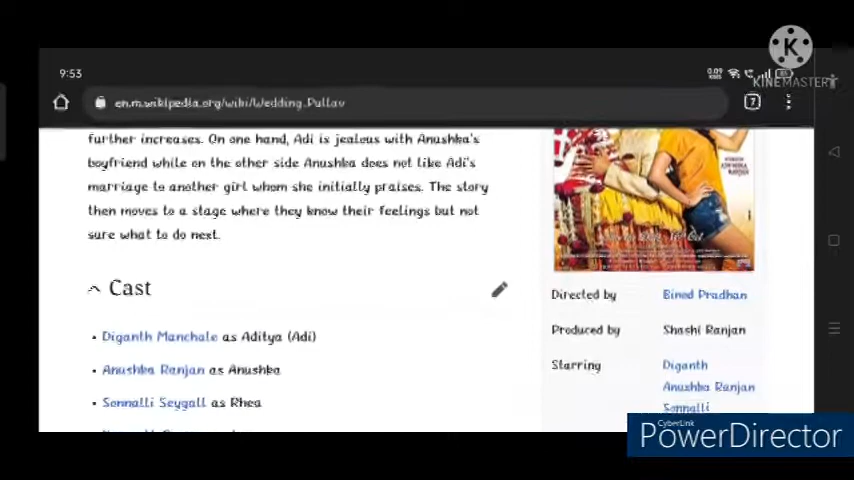 9:53
KINEMASTER
en.m.wikipedia.org/wiki/Wedding_Pullav
7
further increases. On one hand, Adi is jealous with Anushka's
boyfriend while on the other side Anushka does not like Adi's
marriage to another girl whom she initially praises. The story
then moves to a stage where they know their feelings but not
sure what to do next.
Cast
• Diganth Manchale as Aditya (Adi)
• Anushka Ranjan as Anushka
• Sonnalli Seygall as Rhea
Directed by Binod Pradhan
Produced by Shashi Ranjan
Starring Diganth
Anushka Ranjan
Sonnalli
CyberLink
PowerDirector